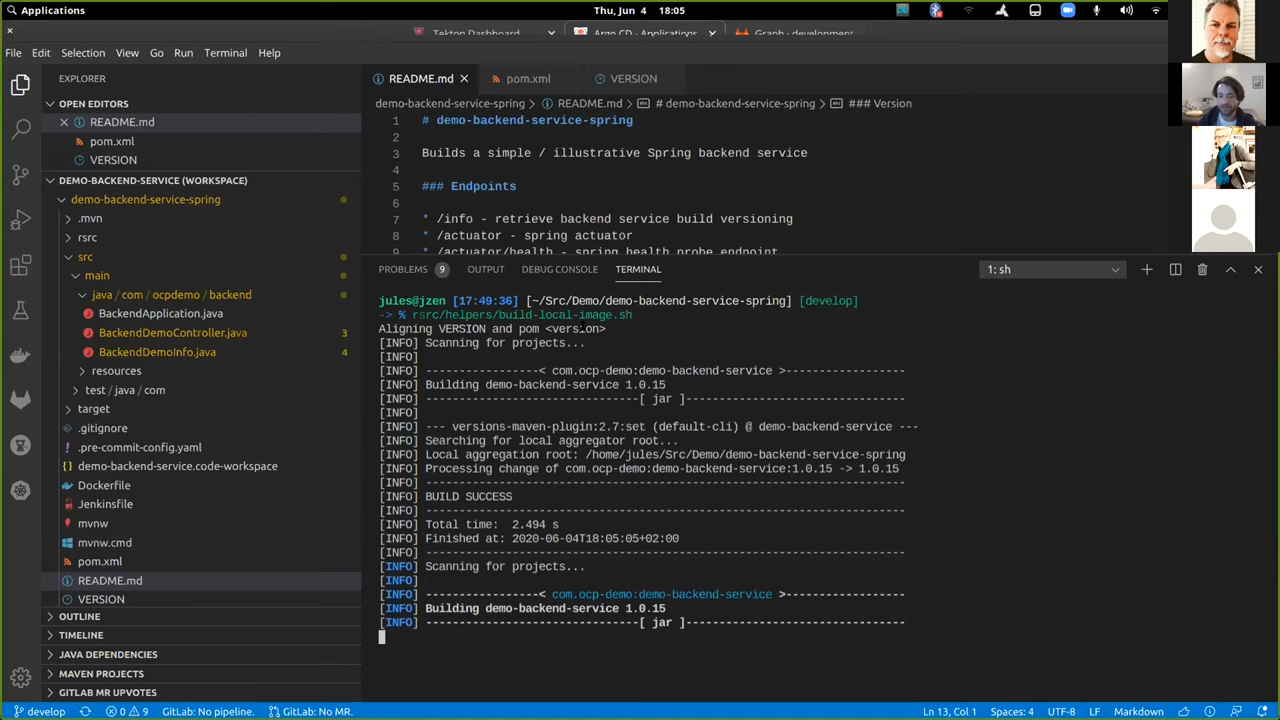 Applications
Thu, Jun 4 18:05
Tekton Dashboard
Argo CD - Applications
Graph · development
File Edit Selection View Go Run Terminal Help
EXPLORER
OPEN EDITORS
README.md
pom.xml
VERSION
DEMO-BACKEND-SERVICE (WORKSPACE)
demo-backend-service-spring
.mvn
rsrc
src
main
java / com / ocpdemo / backend
BackendApplication.java
BackendDemoController.java 3
BackendDemoInfo.java 4
resources
test / java / com
target
.gitignore
.pre-commit-config.yaml
demo-backend-service.code-workspace
Dockerfile
Jenkinsfile
mvnw
mvnw.cmd
pom.xml
README.md
VERSION
OUTLINE
TIMELINE
JAVA DEPENDENCIES
MAVEN PROJECTS
GITLAB MR UPVOTES
README.md pom.xml VERSION
demo-backend-service-spring > README.md > # demo-backend-service-spring > ### Version
1 # demo-backend-service-spring
2
3 Builds a simple / illustrative Spring backend service
4
5 ### Endpoints
6
7 * /info - retrieve backend service build versioning
8 * /actuator - spring actuator
9 * /actuator/health - spring health probe endpoint
PROBLEMS 9 OUTPUT DEBUG CONSOLE TERMINAL 1: sh
jules@jzen [17:49:36] [~/Src/Demo/demo-backend-service-spring] [develop]
-> % rsrc/helpers/build-local-image.sh
Aligning VERSION and pom <version>
[INFO] Scanning for projects...
[INFO]
[INFO] -----------------< com.ocp-demo:demo-backend-service >-----------------
[INFO] Building demo-backend-service 1.0.15
[INFO] --------------------------------[ jar ]---------------------------------
[INFO]
[INFO] --- versions-maven-plugin:2.7:set (default-cli) @ demo-backend-service ---
[INFO] Searching for local aggregator root...
[INFO] Local aggregation root: /home/jules/Src/Demo/demo-backend-service-spring
[INFO] Processing change of com.ocp-demo:demo-backend-service:1.0.15 -> 1.0.15
[INFO] ------------------------------------------------------------------------
[INFO] BUILD SUCCESS
[INFO] ------------------------------------------------------------------------
[INFO] Total time:  2.494 s
[INFO] Finished at: 2020-06-04T18:05:05+02:00
[INFO] ------------------------------------------------------------------------
[INFO] Scanning for projects...
[INFO]
[INFO] -----------------< com.ocp-demo:demo-backend-service >-----------------
[INFO] Building demo-backend-service 1.0.15
[INFO] --------------------------------[ jar ]---------------------------------
develop 0 9 GitLab: No pipeline. GitLab: No MR. Ln 13, Col 1 Spaces: 4 UTF-8 LF Markdown